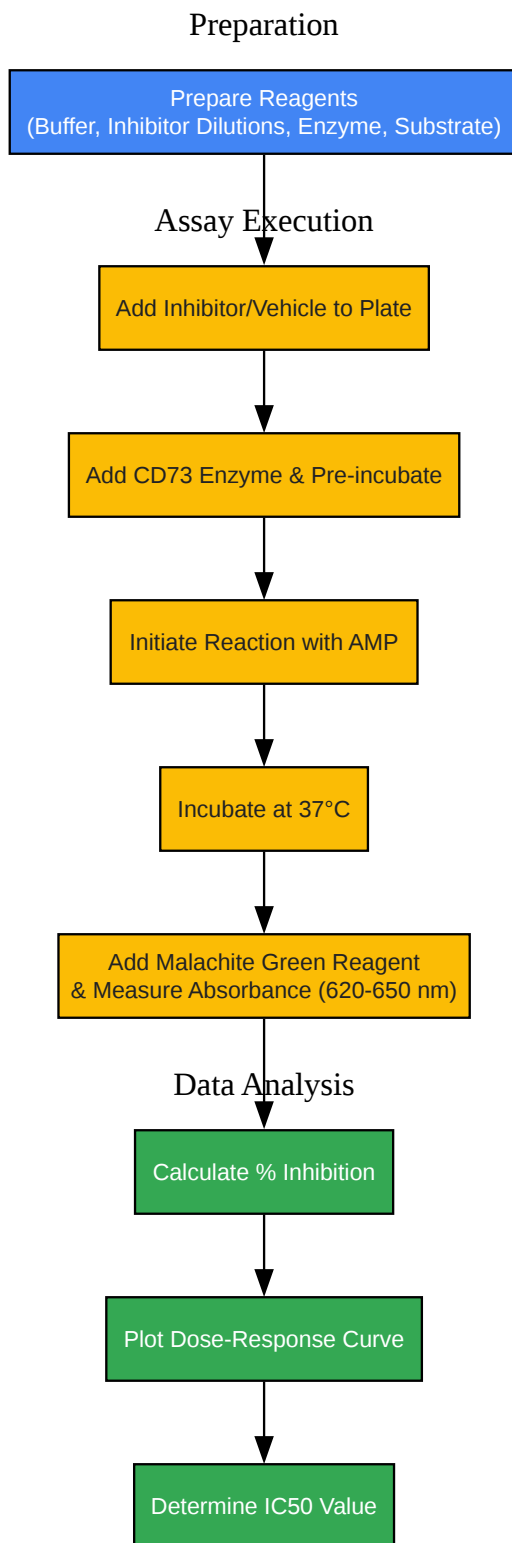 Preparation
Prepare Reagents
(Buffer, Inhibitor Dilutions, Enzyme, Substrate)
Assay Execution
Add Inhibitor/Vehicle to Plate
Add CD73 Enzyme & Pre-incubate
Initiate Reaction with AMP
Incubate at 37°C
Add Malachite Green Reagent
& Measure Absorbance (620-650 nm)
Data Analysis
Calculate % Inhibition
Plot Dose-Response Curve
Determine IC50 Value